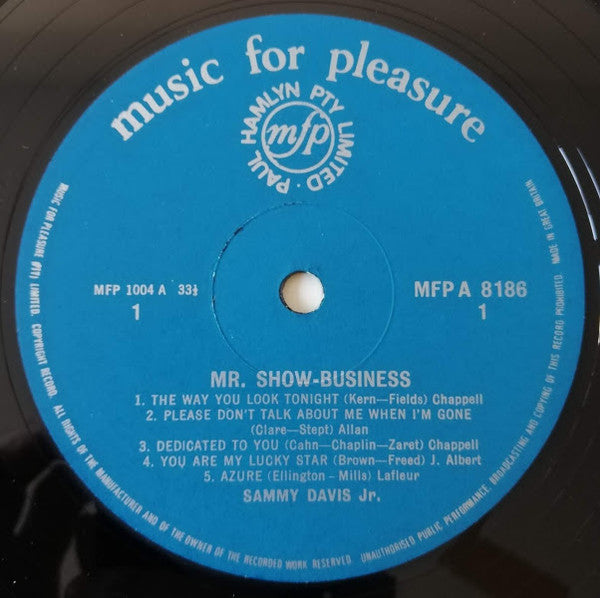 music for pleasure
PAUL HAMLYN PTY LIMITED ·
mfp
MFP 1004 A 33⅓
1
MFP A 8186
1
MR. SHOW-BUSINESS
1. THE WAY YOU LOOK TONIGHT (Kern—Fields) Chappell
2. PLEASE DON'T TALK ABOUT ME WHEN I'M GONE
(Clare—Stept) Allan
3. DEDICATED TO YOU (Cahn—Chaplin—Zaret) Chappell
4. YOU ARE MY LUCKY STAR (Brown—Freed) J. Albert
5. AZURE (Ellington - Mills) Lafleur
SAMMY DAVIS Jr.
MUSIC FOR PLEASURE (PTY) LIMITED. COPYRIGHT RECORD. ALL RIGHTS OF THE MANUFACTURER AND OF THE OWNER OF THE RECORDED WORK RESERVED. UNAUTHORISED PUBLIC PERFORMANCE, BROADCASTING AND COPYING OF THIS RECORD PROHIBITED. MADE IN GREAT BRITAIN